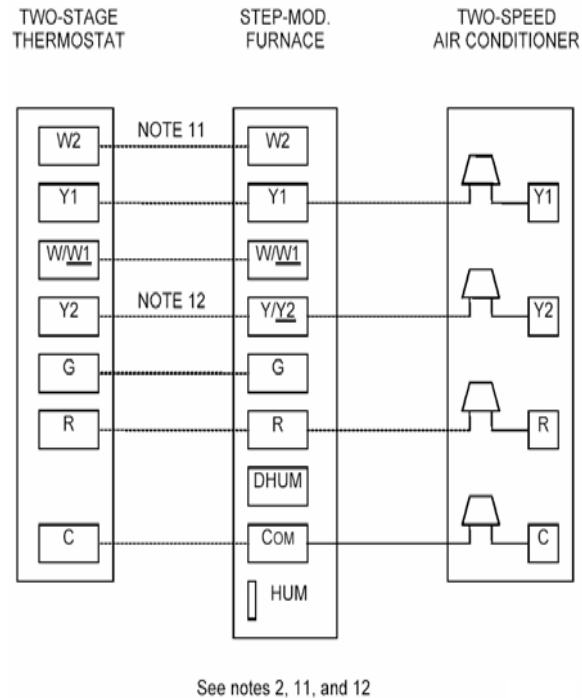 TWO-STAGE THERMOSTAT
STEP-MOD. FURNACE
TWO-SPEED AIR CONDITIONER
W2 NOTE 11 W2
Y1 Y1 Y1
W/W1 W/W1
Y2 NOTE 12 Y/Y2 Y2
G G
R R R
DHUM
C COM C
HUM
See notes 2, 11, and 12